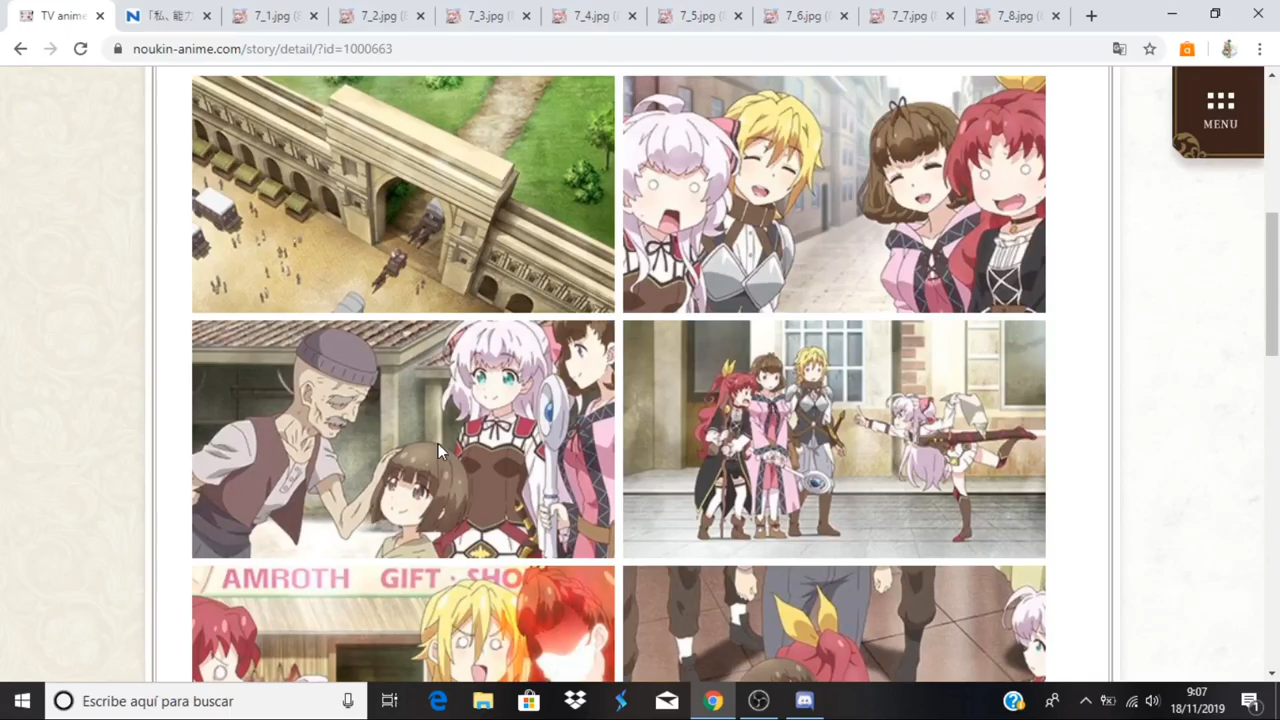 TV anime
「私、能力
7_1.jpg (
7_2.jpg (
7_3.jpg (
7_4.jpg (
7_5.jpg (
7_6.jpg (
7_7.jpg (
7_8.jpg (
noukin-anime.com/story/detail/?id=1000663
MENU
AMROTH GIFT · SHO
Escribe aquí para buscar
9:07
18/11/2019
1